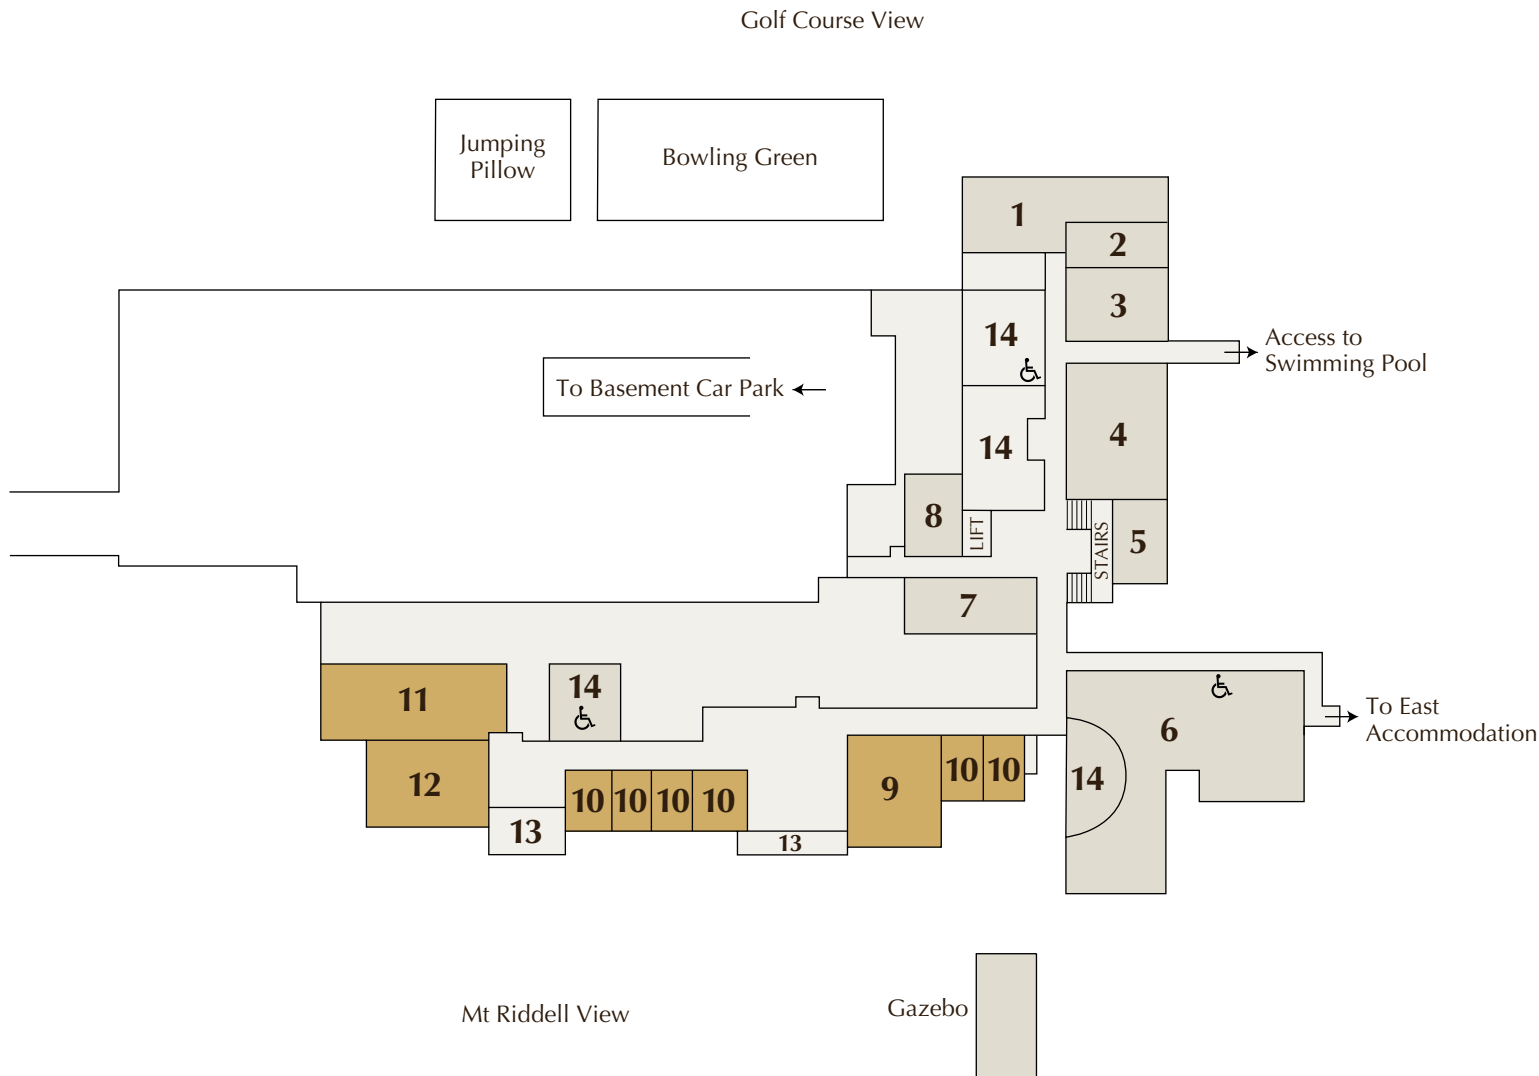 Golf Course View
Jumping
Pillow
Bowling Green
1
2
3
14
Access to
Swimming Pool
To Basement Car Park
4
14
8
LIFT
STAIRS
5
7
11
14
6
To East
Accommodation
12
9
10
10
14
10
10
10
10
13
13
Mt Riddell View
Gazebo